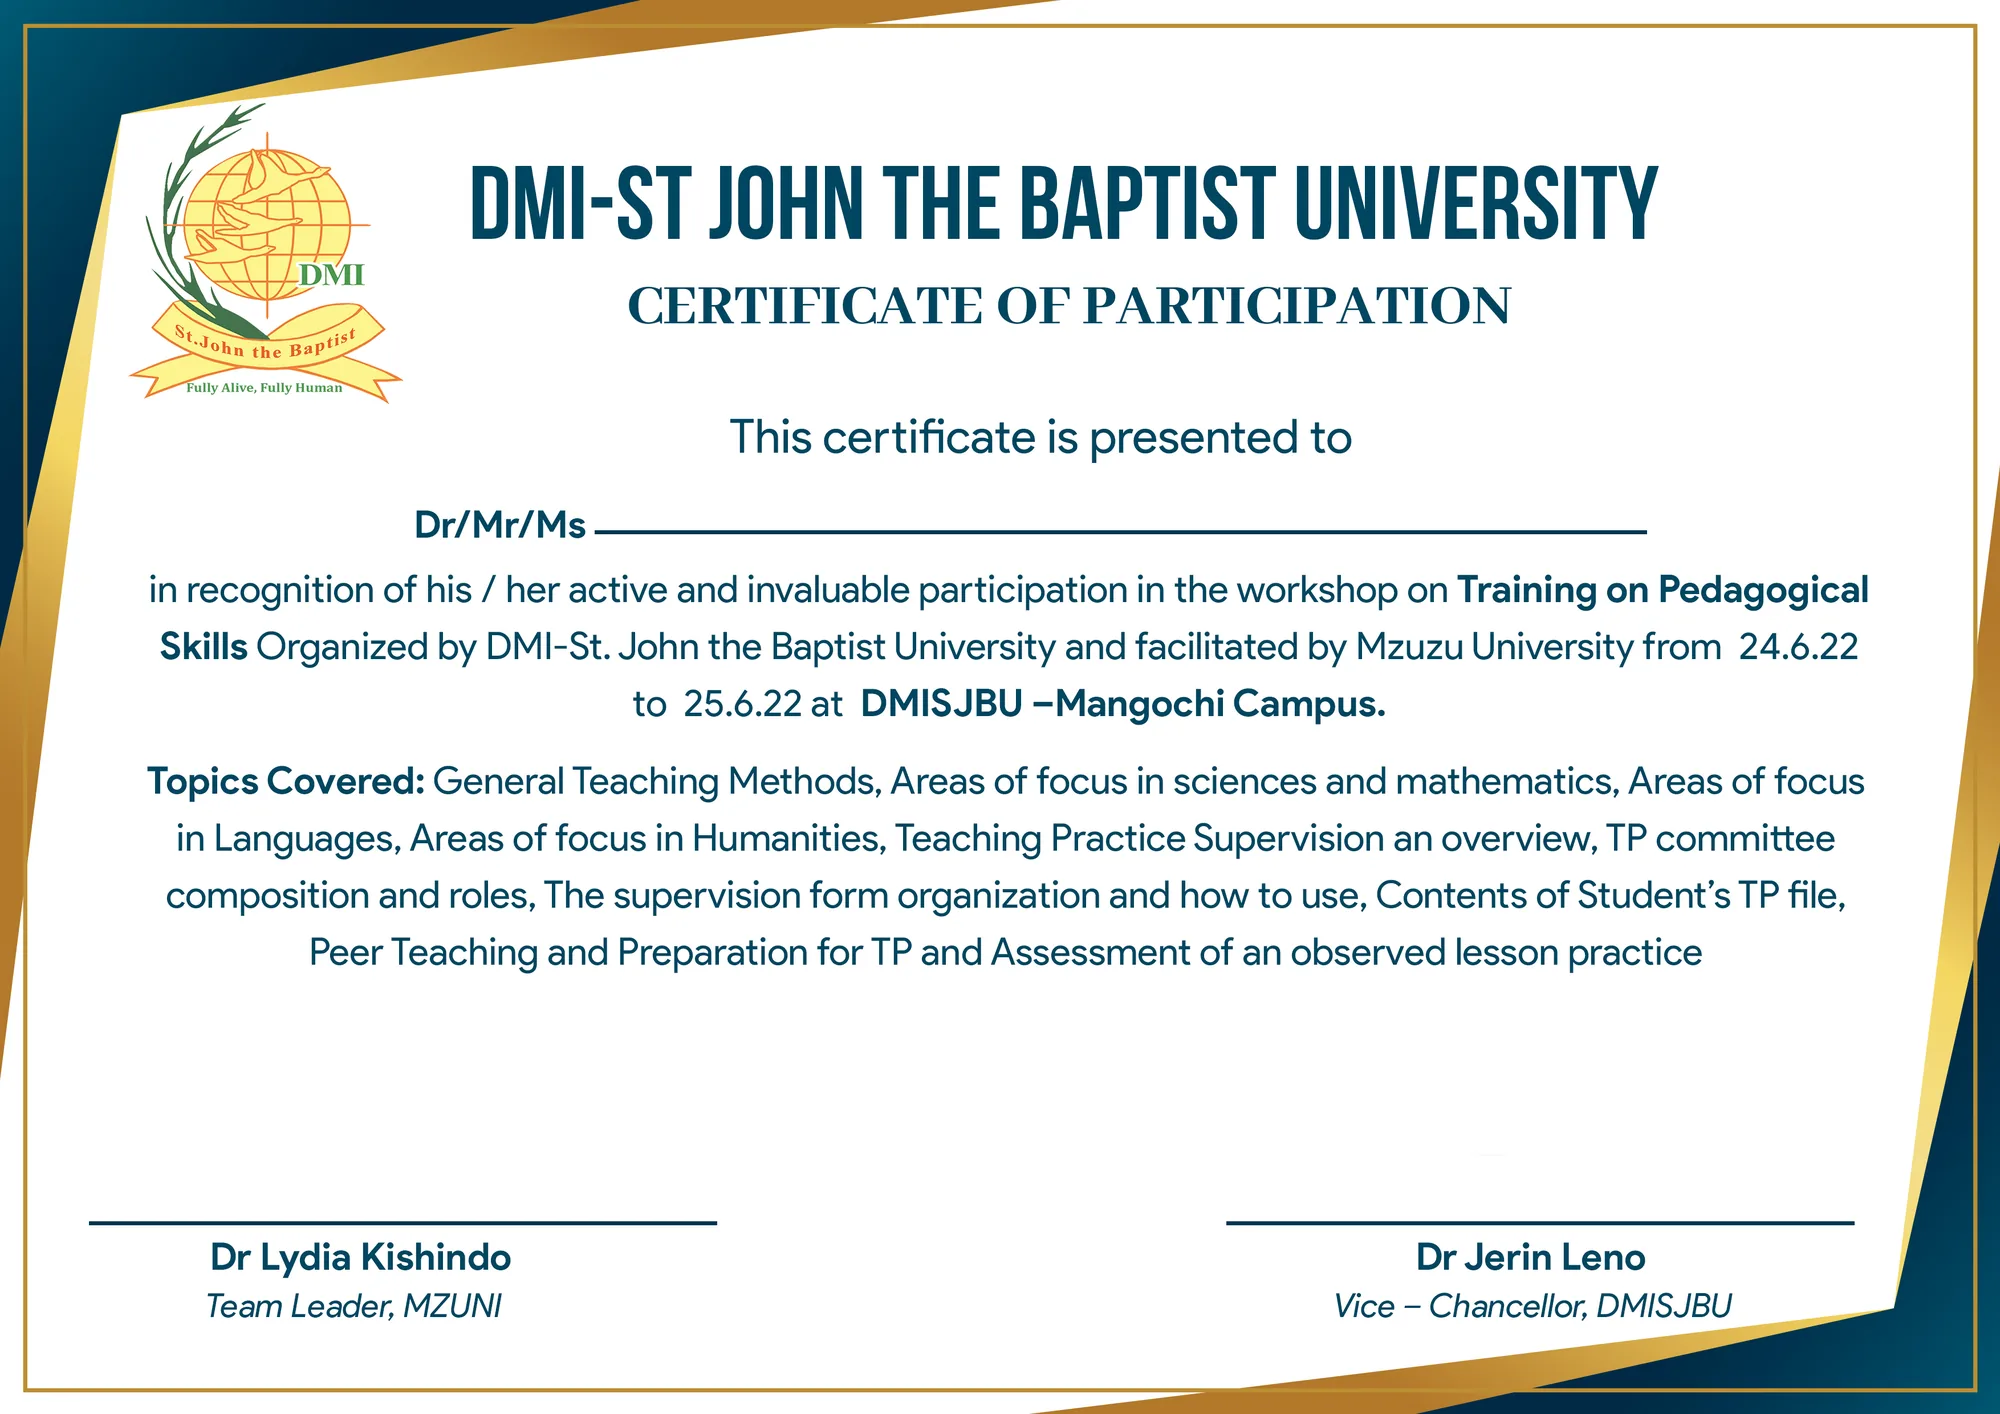 DMI
St.John the Baptist
Fully Alive, Fully Human
DMI-ST JOHN THE BAPTIST UNIVERSITY
CERTIFICATE OF PARTICIPATION
This certificate is presented to
Dr/Mr/Ms
in recognition of his / her active and invaluable participation in the workshop on Training on Pedagogical
Skills Organized by DMI-St. John the Baptist University and facilitated by Mzuzu University from 24.6.22
to 25.6.22 at DMISJBU –Mangochi Campus.
Topics Covered: General Teaching Methods, Areas of focus in sciences and mathematics, Areas of focus
in Languages, Areas of focus in Humanities, Teaching Practice Supervision an overview, TP committee
composition and roles, The supervision form organization and how to use, Contents of Student’s TP file,
Peer Teaching and Preparation for TP and Assessment of an observed lesson practice
Dr Lydia Kishindo
Team Leader, MZUNI
Dr Jerin Leno
Vice – Chancellor, DMISJBU